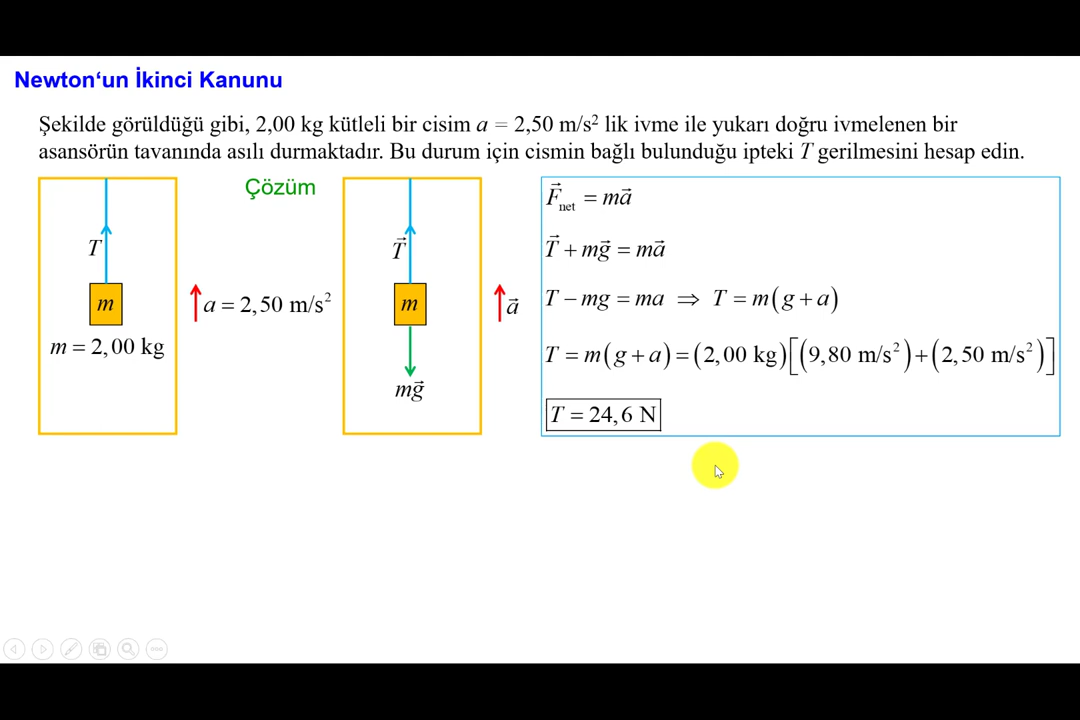 Newton‘un İkinci Kanunu
Şekilde görüldüğü gibi, 2,00 kg kütleli bir cisim a = 2,50 m/s² lik ivme ile yukarı doğru ivmelenen bir
asansörün tavanında asılı durmaktadır. Bu durum için cismin bağlı bulunduğu ipteki T gerilmesini hesap edin.
T
m
m = 2,00 kg
a = 2,50 m/s²
Çözüm
T⃗
m
mg⃗
a⃗
F⃗net = ma⃗
T⃗ + mg⃗ = ma⃗
T − mg = ma ⇒ T = m(g + a)
T = m(g + a) = (2,00 kg)[(9,80 m/s²) + (2,50 m/s²)]
T = 24,6 N